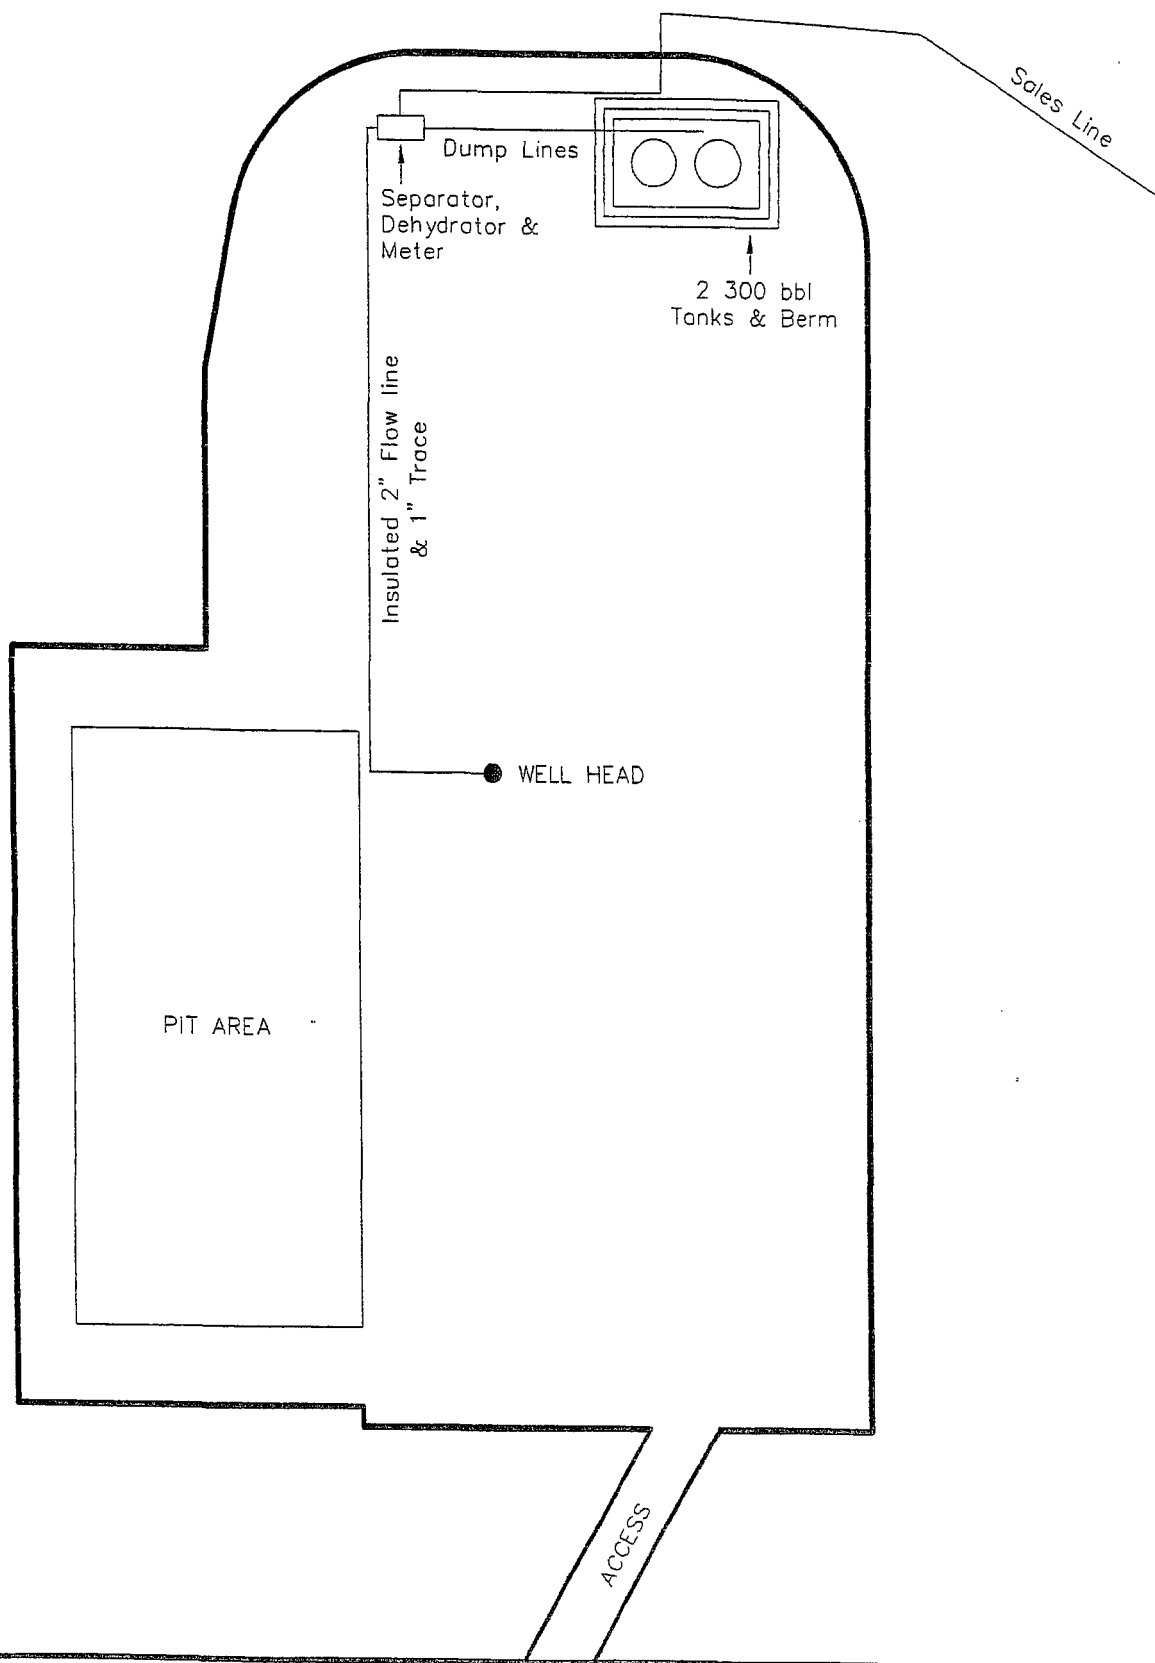 Sales Line
Dump Lines
Separator,
Dehydrator &
Meter
2 300 bbl
Tanks & Berm
Insulated 2" Flow line
& 1" Trace
WELL HEAD
PIT AREA
ACCESS